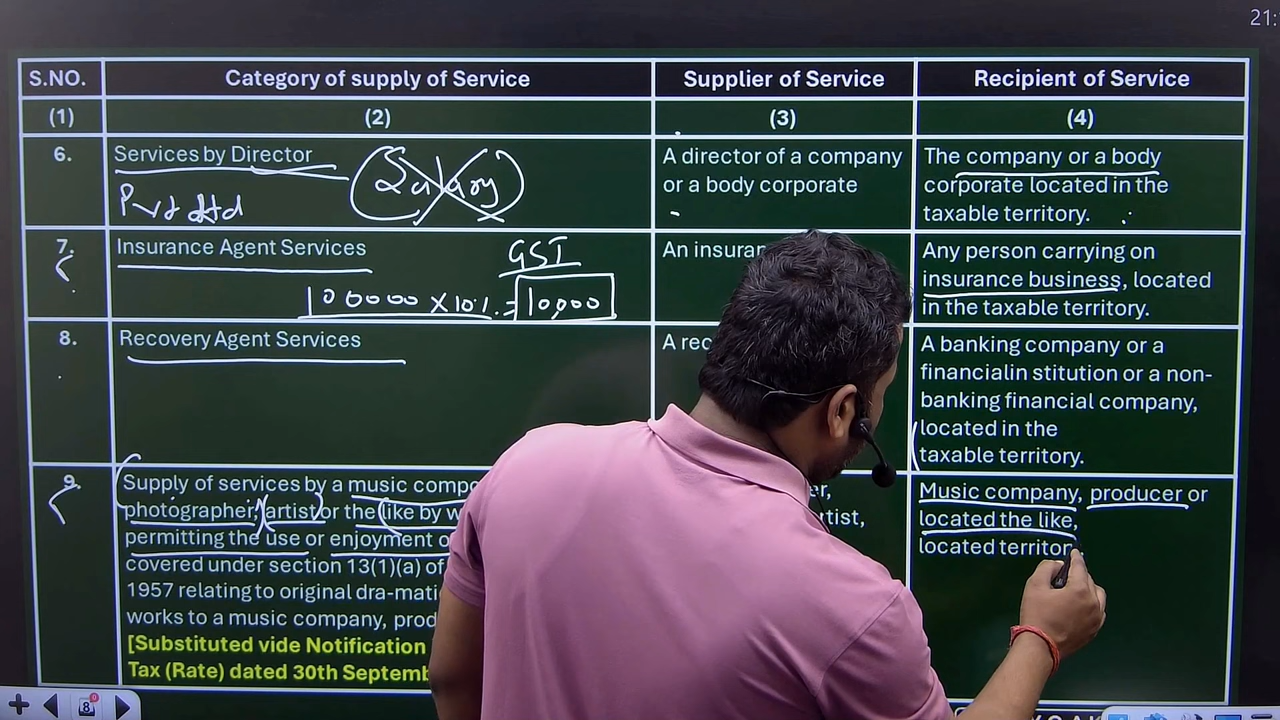 21:
S.NO. Category of supply of Service Supplier of Service Recipient of Service
(1) (2) (3) (4)
6. Services by Director
Salary
Pvt Ltd
A director of a company
or a body corporate
The company or a body
corporate located in the
taxable territory.
7. Insurance Agent Services
GST
100000 X10%.=10,000
An insuran
Any person carrying on
insurance business, located
in the taxable territory.
8. Recovery Agent Services
A rec
A banking company or a
financialin stitution or a non-
banking financial company,
located in the
taxable territory.
9. Supply of services by a music compo
photographer, artist or the like by w
permitting the use or enjoyment o
covered under section 13(1)(a) of
1957 relating to original dra-mati
works to a music company, prod
[Substituted vide Notification
Tax (Rate) dated 30th Septemb
er,
rtist,
Music company, producer or
located the like,
located territor
8